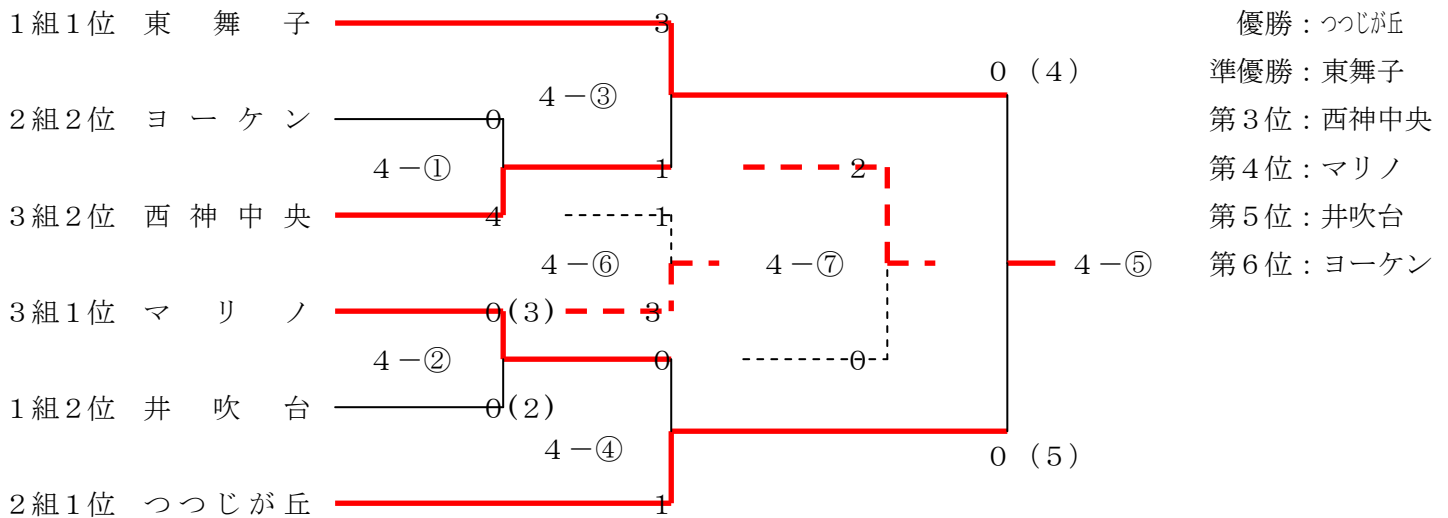 1組1位 東舞子 3 優勝：つつじが丘
0 (4) 準優勝：東舞子
4－③
2組2位 ヨーケン 0 第3位：西神中央
4－① 1 2 第4位：マリノ
3組2位 西神中央 4 1 第5位：井吹台
4－⑥ 4－⑦ 4－⑤ 第6位：ヨーケン
3組1位 マリノ 0(3) 3
4－② 0 0
1組2位 井吹台 0(2)
4－④
0 (5)
2組1位 つつじが丘 1